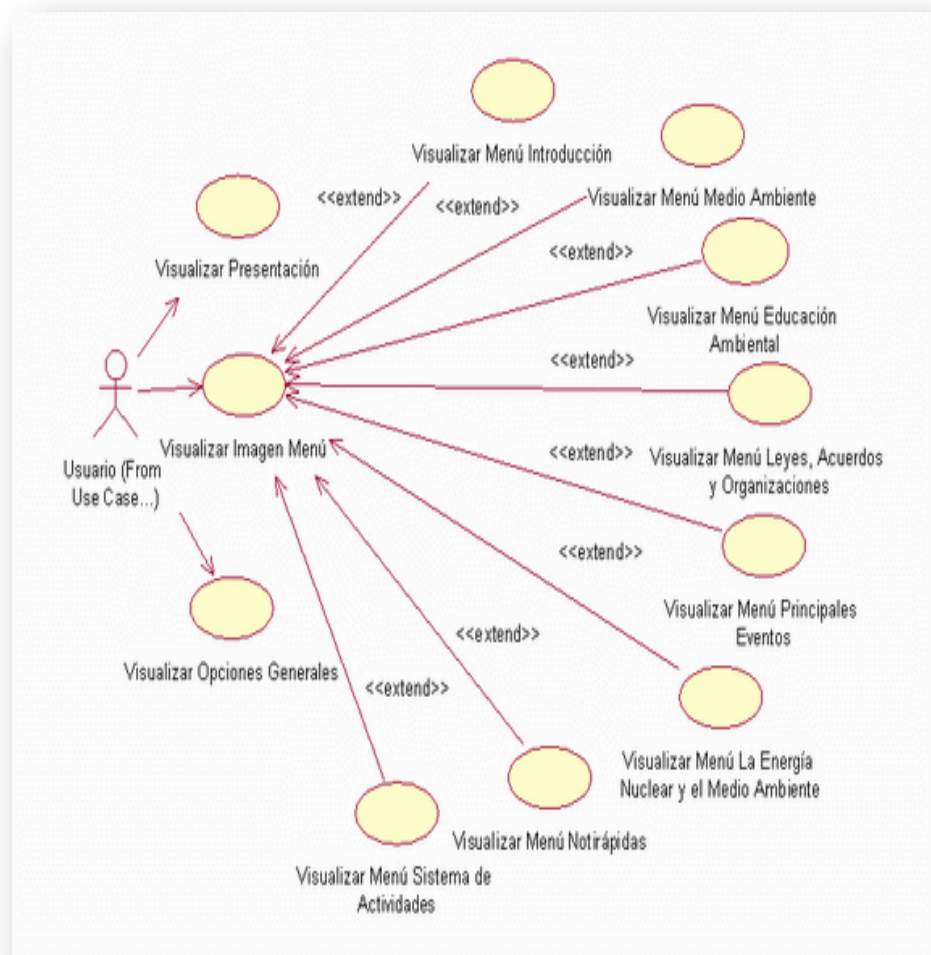 Visualizar Menú Introducción
<<extend>>
<<extend>>
Visualizar Menú Medio Ambiente
<<extend>>
Visualizar Presentación
Visualizar Menú Educación
Ambiental
<<extend>>
Visualizar Imagen Menú
Usuario (From
Use Case...)
<<extend>>
Visualizar Menú Leyes, Acuerdos
y Organizaciones
<<extend>>
Visualizar Menú Principales
Eventos
<<extend>>
Visualizar Opciones Generales
<<extend>>
Visualizar Menú La Energía
Nuclear y el Medio Ambiente
Visualizar Menú Notirápidas
Visualizar Menú Sistema de
Actividades